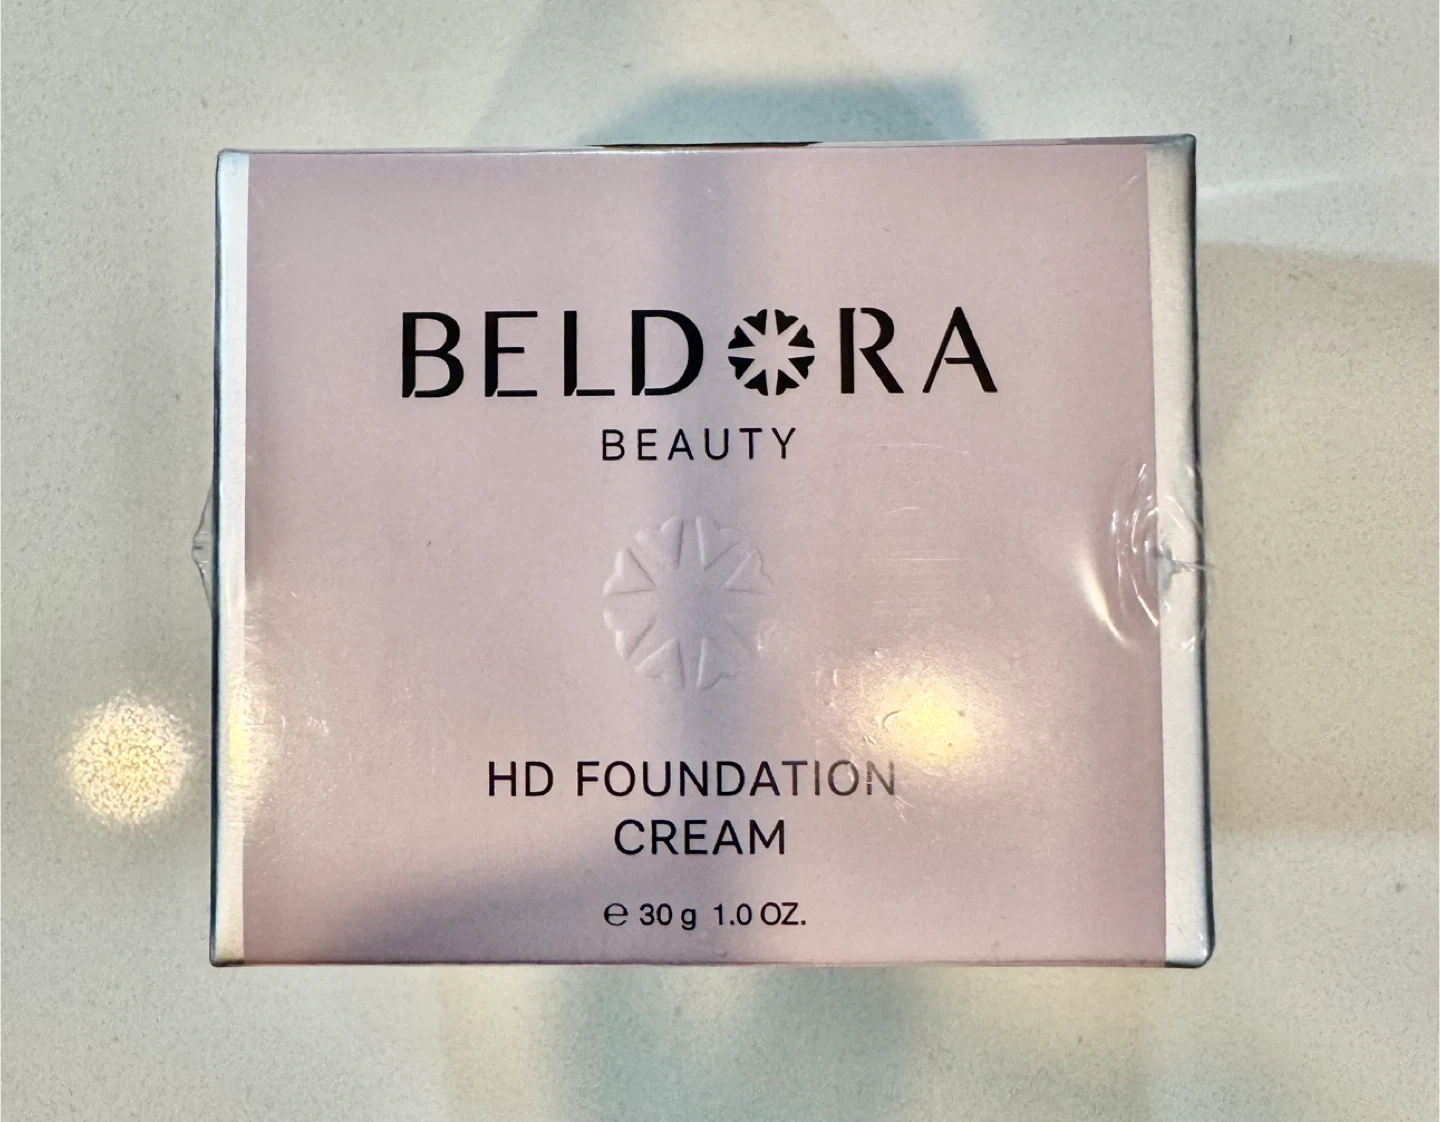 BELDORA
BEAUTY
HD FOUNDATION
CREAM
℮ 30 g 1.0 OZ.